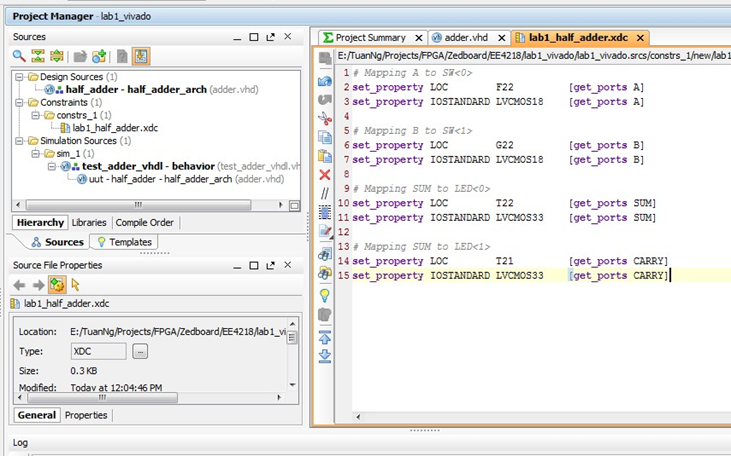 Project Manager - lab1_vivado
Sources
Design Sources (1)
half_adder - half_adder_arch (adder.vhd)
Constraints (1)
constrs_1 (1)
lab1_half_adder.xdc
Simulation Sources (1)
sim_1 (1)
test_adder_vhdl - behavior (test_adder_vhdl.vh
uut - half_adder - half_adder_arch (adder.vhd)
Hierarchy Libraries Compile Order
Sources Templates
Source File Properties
lab1_half_adder.xdc
Location: E:/TuanNg/Projects/FPGA/Zedboard/EE4218/lab1_vi
Type: XDC ...
Size: 0.3 KB
Modified: Today at 12:04:46 PM
General Properties
Log
Project Summary adder.vhd lab1_half_adder.xdc
E:/TuanNg/Projects/FPGA/Zedboard/EE4218/lab1_vivado/lab1_vivado.srcs/constrs_1/new/lab1
1 # Mapping A to SW<0>
2 set_property LOC F22 [get_ports A]
3 set_property IOSTANDARD LVCMOS18 [get_ports A]
4
5 # Mapping B to SW<1>
6 set_property LOC G22 [get_ports B]
7 set_property IOSTANDARD LVCMOS18 [get_ports B]
8
9 # Mapping SUM to LED<0>
10 set_property LOC T22 [get_ports SUM]
11 set_property IOSTANDARD LVCMOS33 [get_ports SUM]
12
13 # Mapping SUM to LED<1>
14 set_property LOC T21 [get_ports CARRY]
15 set_property IOSTANDARD LVCMOS33 [get_ports CARRY]